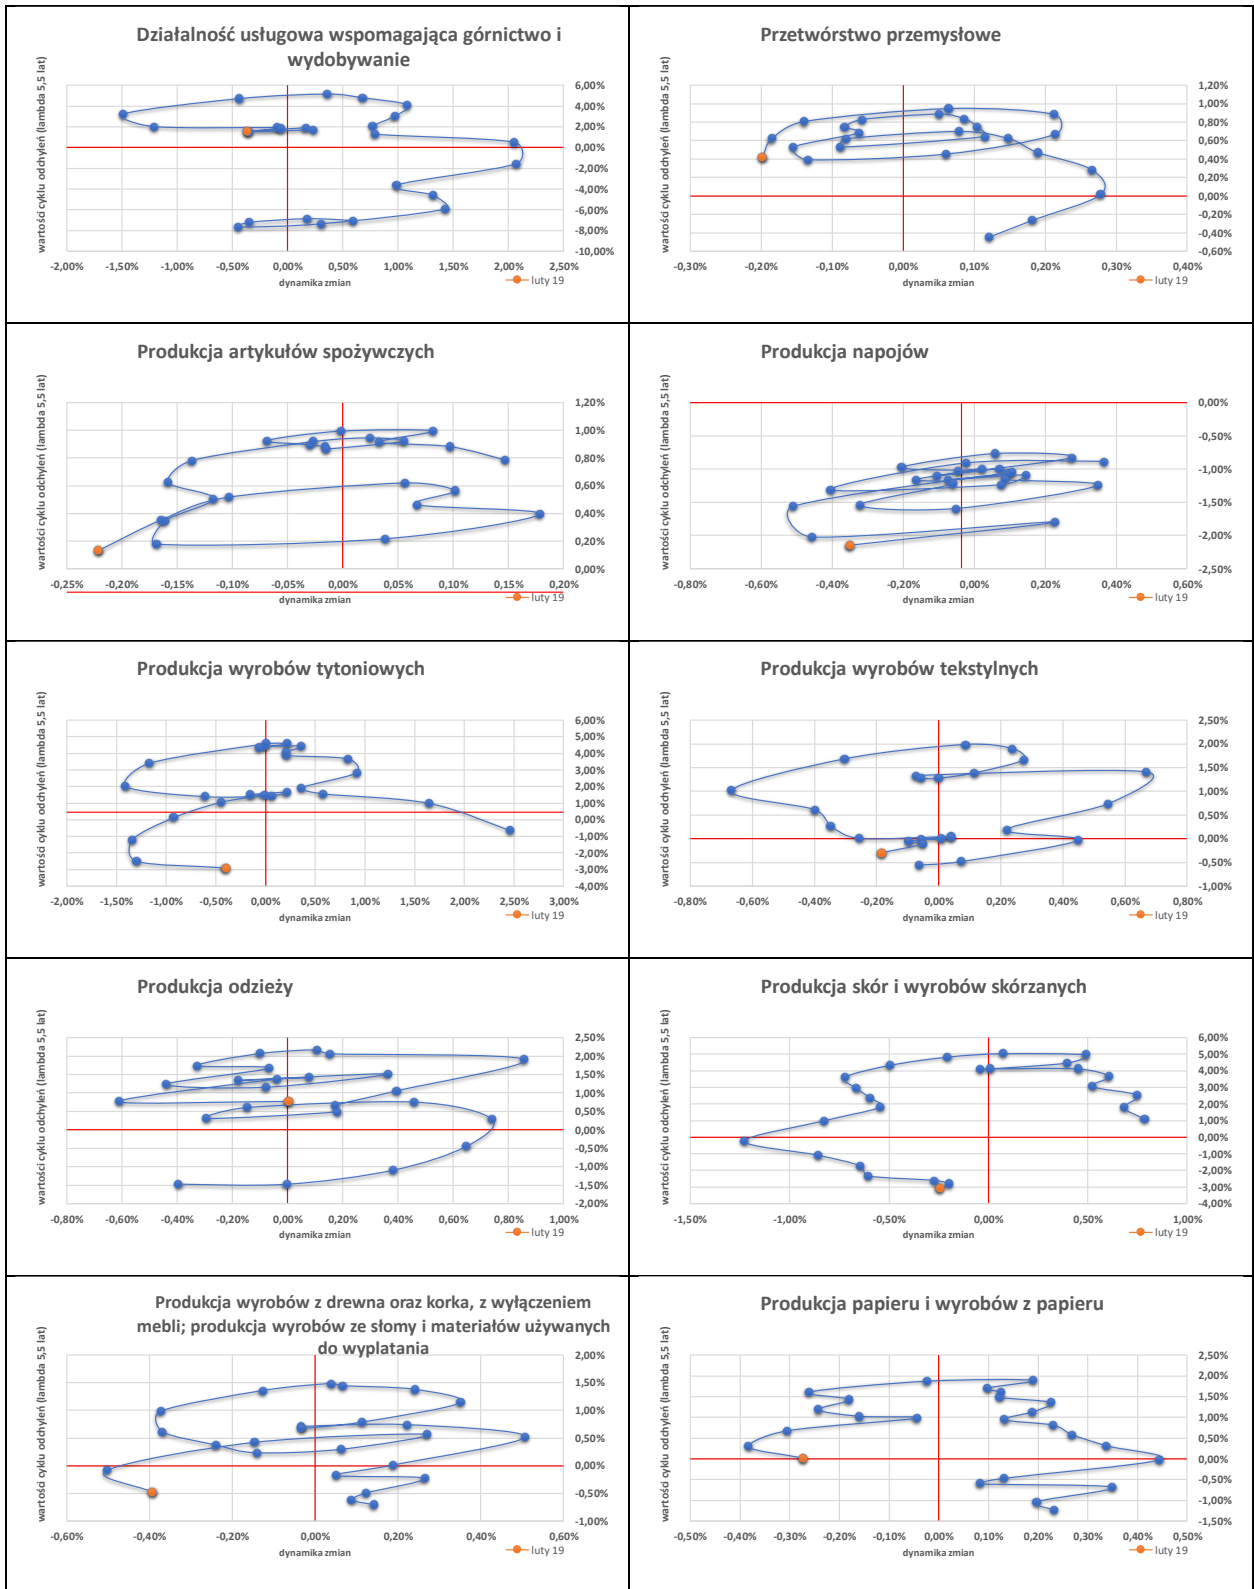 Działalność usługowa wspomagająca górnictwo i
wydobywanie
wartości cyklu odchyleń (lambda 5,5 lat)
6,00%
4,00%
2,00%
0,00%
-2,00%
-4,00%
-6,00%
-8,00%
-10,00%
-2,00% -1,50% -1,00% -0,50% 0,00% 0,50% 1,00% 1,50% 2,00% 2,50%
dynamika zmian
luty 19
Przetwórstwo przemysłowe
wartości cyklu odchyleń (lambda 5,5 lat)
1,20%
1,00%
0,80%
0,60%
0,40%
0,20%
0,00%
-0,20%
-0,40%
-0,60%
-0,30% -0,20% -0,10% 0,00% 0,10% 0,20% 0,30% 0,40%
dynamika zmian
luty 19
Produkcja artykułów spożywczych
wartości cyklu odchyleń (lambda 5,5 lat)
1,20%
1,00%
0,80%
0,60%
0,40%
0,20%
0,00%
-0,25% -0,20% -0,15% -0,10% -0,05% 0,00% 0,05% 0,10% 0,15% 0,20%
dynamika zmian
luty 19
Produkcja napojów
wartości cyklu odchyleń (lambda 5,5 lat)
0,00%
-0,50%
-1,00%
-1,50%
-2,00%
-2,50%
-0,80% -0,60% -0,40% -0,20% 0,00% 0,20% 0,40% 0,60%
dynamika zmian
luty 19
Produkcja wyrobów tytoniowych
wartości cyklu odchyleń (lambda 5,5 lat)
6,00%
5,00%
4,00%
3,00%
2,00%
1,00%
0,00%
-1,00%
-2,00%
-3,00%
-4,00%
-2,00% -1,50% -1,00% -0,50% 0,00% 0,50% 1,00% 1,50% 2,00% 2,50% 3,00%
dynamika zmian
luty 19
Produkcja wyrobów tekstylnych
wartości cyklu odchyleń (lambda 5,5 lat)
2,50%
2,00%
1,50%
1,00%
0,50%
0,00%
-0,50%
-1,00%
-0,80% -0,60% -0,40% -0,20% 0,00% 0,20% 0,40% 0,60% 0,80%
dynamika zmian
luty 19
Produkcja odzieży
wartości cyklu odchyleń (lambda 5,5 lat)
2,50%
2,00%
1,50%
1,00%
0,50%
0,00%
-0,50%
-1,00%
-1,50%
-2,00%
-0,80% -0,60% -0,40% -0,20% 0,00% 0,20% 0,40% 0,60% 0,80% 1,00%
dynamika zmian
luty 19
Produkcja skór i wyrobów skórzanych
wartości cyklu odchyleń (lambda 5,5 lat)
6,00%
5,00%
4,00%
3,00%
2,00%
1,00%
0,00%
-1,00%
-2,00%
-3,00%
-4,00%
-1,50% -1,00% -0,50% 0,00% 0,50% 1,00%
dynamika zmian
luty 19
Produkcja wyrobów z drewna oraz korka, z wyłączeniem
mebli; produkcja wyrobów ze słomy i materiałów używanych
do wyplatania
wartości cyklu odchyleń (lambda 5,5 lat)
2,00%
1,50%
1,00%
0,50%
0,00%
-0,50%
-1,00%
-0,60% -0,40% -0,20% 0,00% 0,20% 0,40% 0,60%
dynamika zmian
luty 19
Produkcja papieru i wyrobów z papieru
wartości cyklu odchyleń (lambda 5,5 lat)
2,50%
2,00%
1,50%
1,00%
0,50%
0,00%
-0,50%
-1,00%
-1,50%
-0,50% -0,40% -0,30% -0,20% -0,10% 0,00% 0,10% 0,20% 0,30% 0,40% 0,50%
dynamika zmian
luty 19